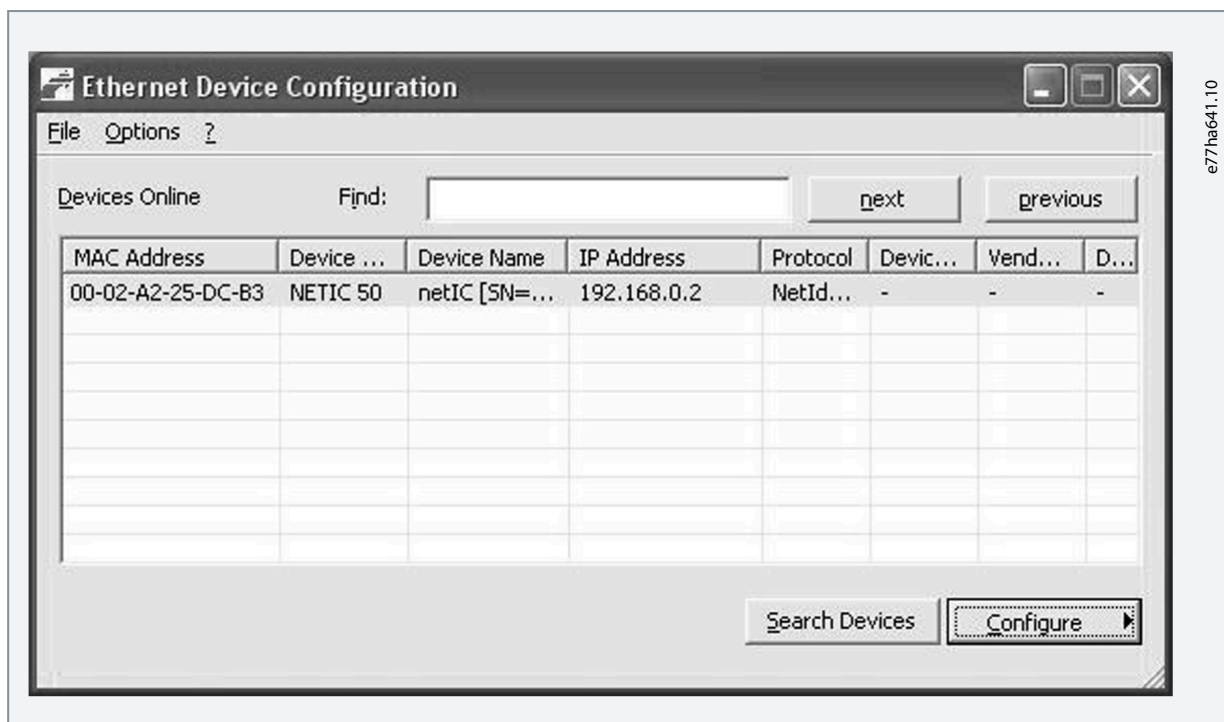 Ethernet Device Configuration
File Options ?
Devices Online Find: next previous
MAC Address Device ... Device Name IP Address Protocol Devic... Vend... D...
00-02-A2-25-DC-B3 NETIC 50 netIC [SN=... 192.168.0.2 NetId... - - -
Search Devices Configure
e77ha641.10